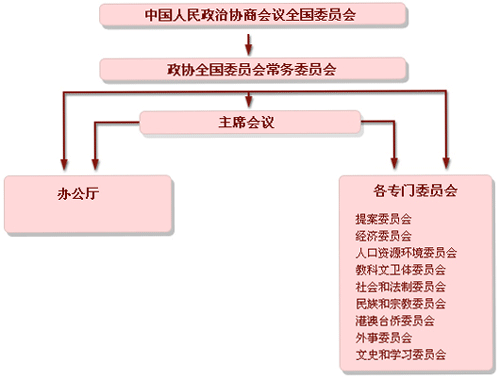 中国人民政治协商会议全国委员会
政协全国委员会常务委员会
主席会议
办公厅
各专门委员会
提案委员会
经济委员会
人口资源环境委员会
教科文卫体委员会
社会和法制委员会
民族和宗教委员会
港澳台侨委员会
外事委员会
文史和学习委员会